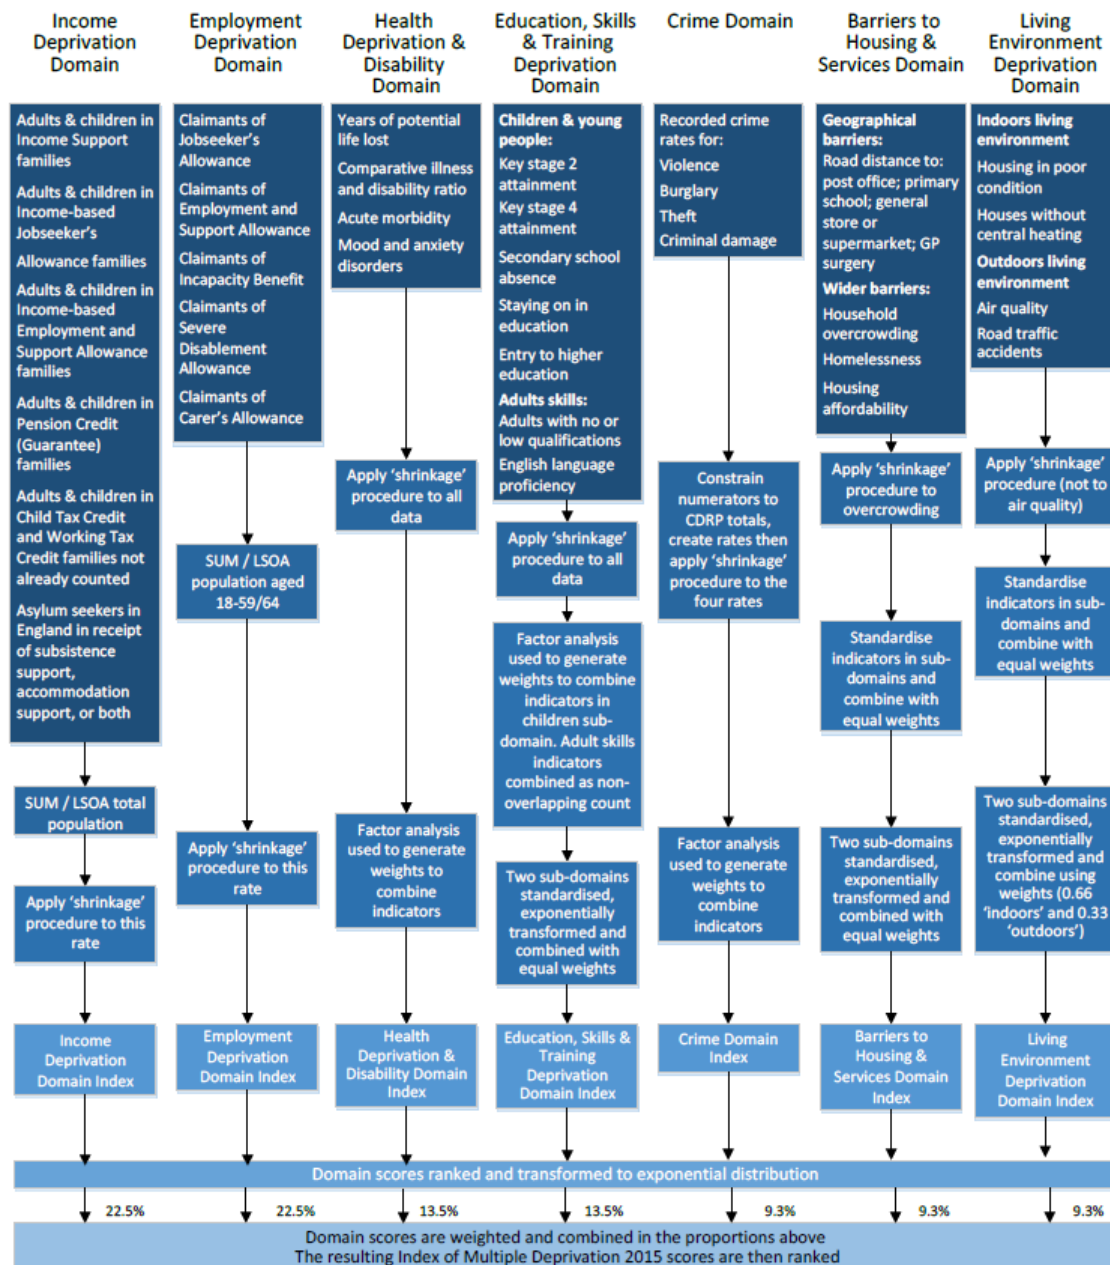 Income
Deprivation
Domain
Employment
Deprivation
Domain
Health
Deprivation &
Disability
Domain
Education, Skills
& Training
Deprivation
Domain
Crime Domain
Barriers to
Housing &
Services Domain
Living
Environment
Deprivation
Domain
Adults & children in
Income Support
families
Adults & children in
Income-based
Jobseeker's
Allowance families
Adults & children in
Income-based
Employment and
Support Allowance
families
Adults & children in
Pension Credit
(Guarantee)
families
Adults & children in
Child Tax Credit
and Working Tax
Credit families not
already counted
Asylum seekers in
England in receipt
of subsistence
support,
accommodation
support, or both
Claimants of
Jobseeker's
Allowance
Claimants of
Employment and
Support Allowance
Claimants of
Incapacity Benefit
Claimants of
Severe
Disablement
Allowance
Claimants of
Carer's Allowance
Years of potential
life lost
Comparative illness
and disability ratio
Acute morbidity
Mood and anxiety
disorders
Children & young
people:
Key stage 2
attainment
Key stage 4
attainment
Secondary school
absence
Staying on in
education
Entry to higher
education
Adults skills:
Adults with no or
low qualifications
English language
proficiency
Recorded crime
rates for:
Violence
Burglary
Theft
Criminal damage
Geographical
barriers:
Road distance to:
post office; primary
school; general
store or
supermarket; GP
surgery
Wider barriers:
Household
overcrowding
Homelessness
Housing
affordability
Indoors living
environment
Housing in poor
condition
Houses without
central heating
Outdoors living
environment
Air quality
Road traffic
accidents
SUM / LSOA total
population
Apply 'shrinkage'
procedure to this
rate
SUM / LSOA
population aged
18-59/64
Apply 'shrinkage'
procedure to this
rate
Apply 'shrinkage'
procedure to all
data
Factor analysis
used to generate
weights to
combine
indicators
Apply 'shrinkage'
procedure to all
data
Factor analysis
used to generate
weights to combine
indicators in
children sub-
domain. Adult skills
indicators
combined as non-
overlapping count
Two sub-domains
standardised,
exponentially
transformed and
combined with
equal weights
Constrain
numerators to
CDRP totals,
create rates then
apply 'shrinkage'
procedure to the
four rates
Factor analysis
used to generate
weights to
combine
indicators
Apply 'shrinkage'
procedure to
overcrowding
Standardise
indicators in sub-
domains and
combine with
equal weights
Two sub-domains
standardised,
exponentially
transformed and
combined with
equal weights
Apply 'shrinkage'
procedure (not to
air quality)
Standardise
indicators in sub-
domains and
combine with
equal weights
Two sub-domains
standardised,
exponentially
transformed and
combine using
weights (0.66
'indoors' and 0.33
'outdoors')
Income
Deprivation
Domain Index
Employment
Deprivation
Domain Index
Health
Deprivation &
Disability Domain
Index
Education, Skills &
Training
Deprivation
Domain Index
Crime Domain
Index
Barriers to
Housing &
Services Domain
Index
Living
Environment
Deprivation
Domain Index
Domain scores ranked and transformed to exponential distribution
22.5%
22.5%
13.5%
13.5%
9.3%
9.3%
9.3%
Domain scores are weighted and combined in the proportions above
The resulting Index of Multiple Deprivation 2015 scores are then ranked